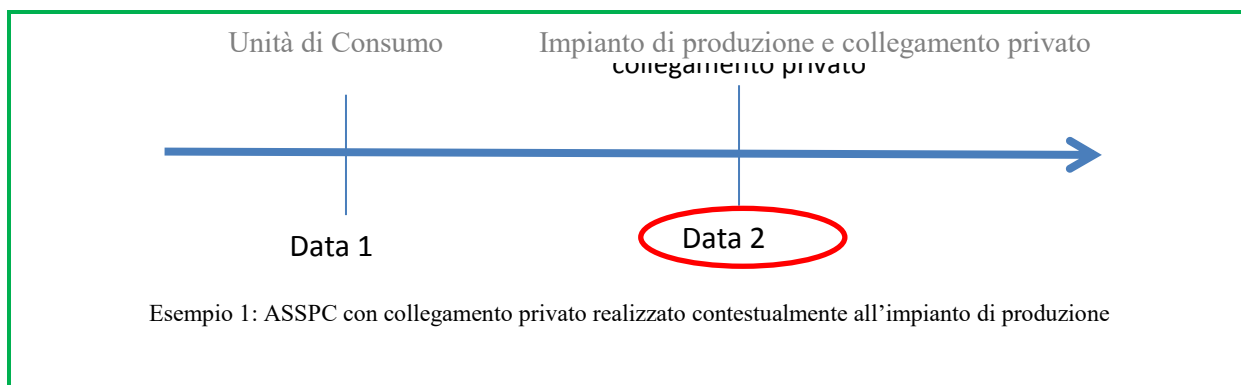 Unità di Consumo Impianto di produzione e collegamento privato
collegamento privato
Data 1 Data 2
Esempio 1: ASSPC con collegamento privato realizzato contestualmente all’impianto di produzione